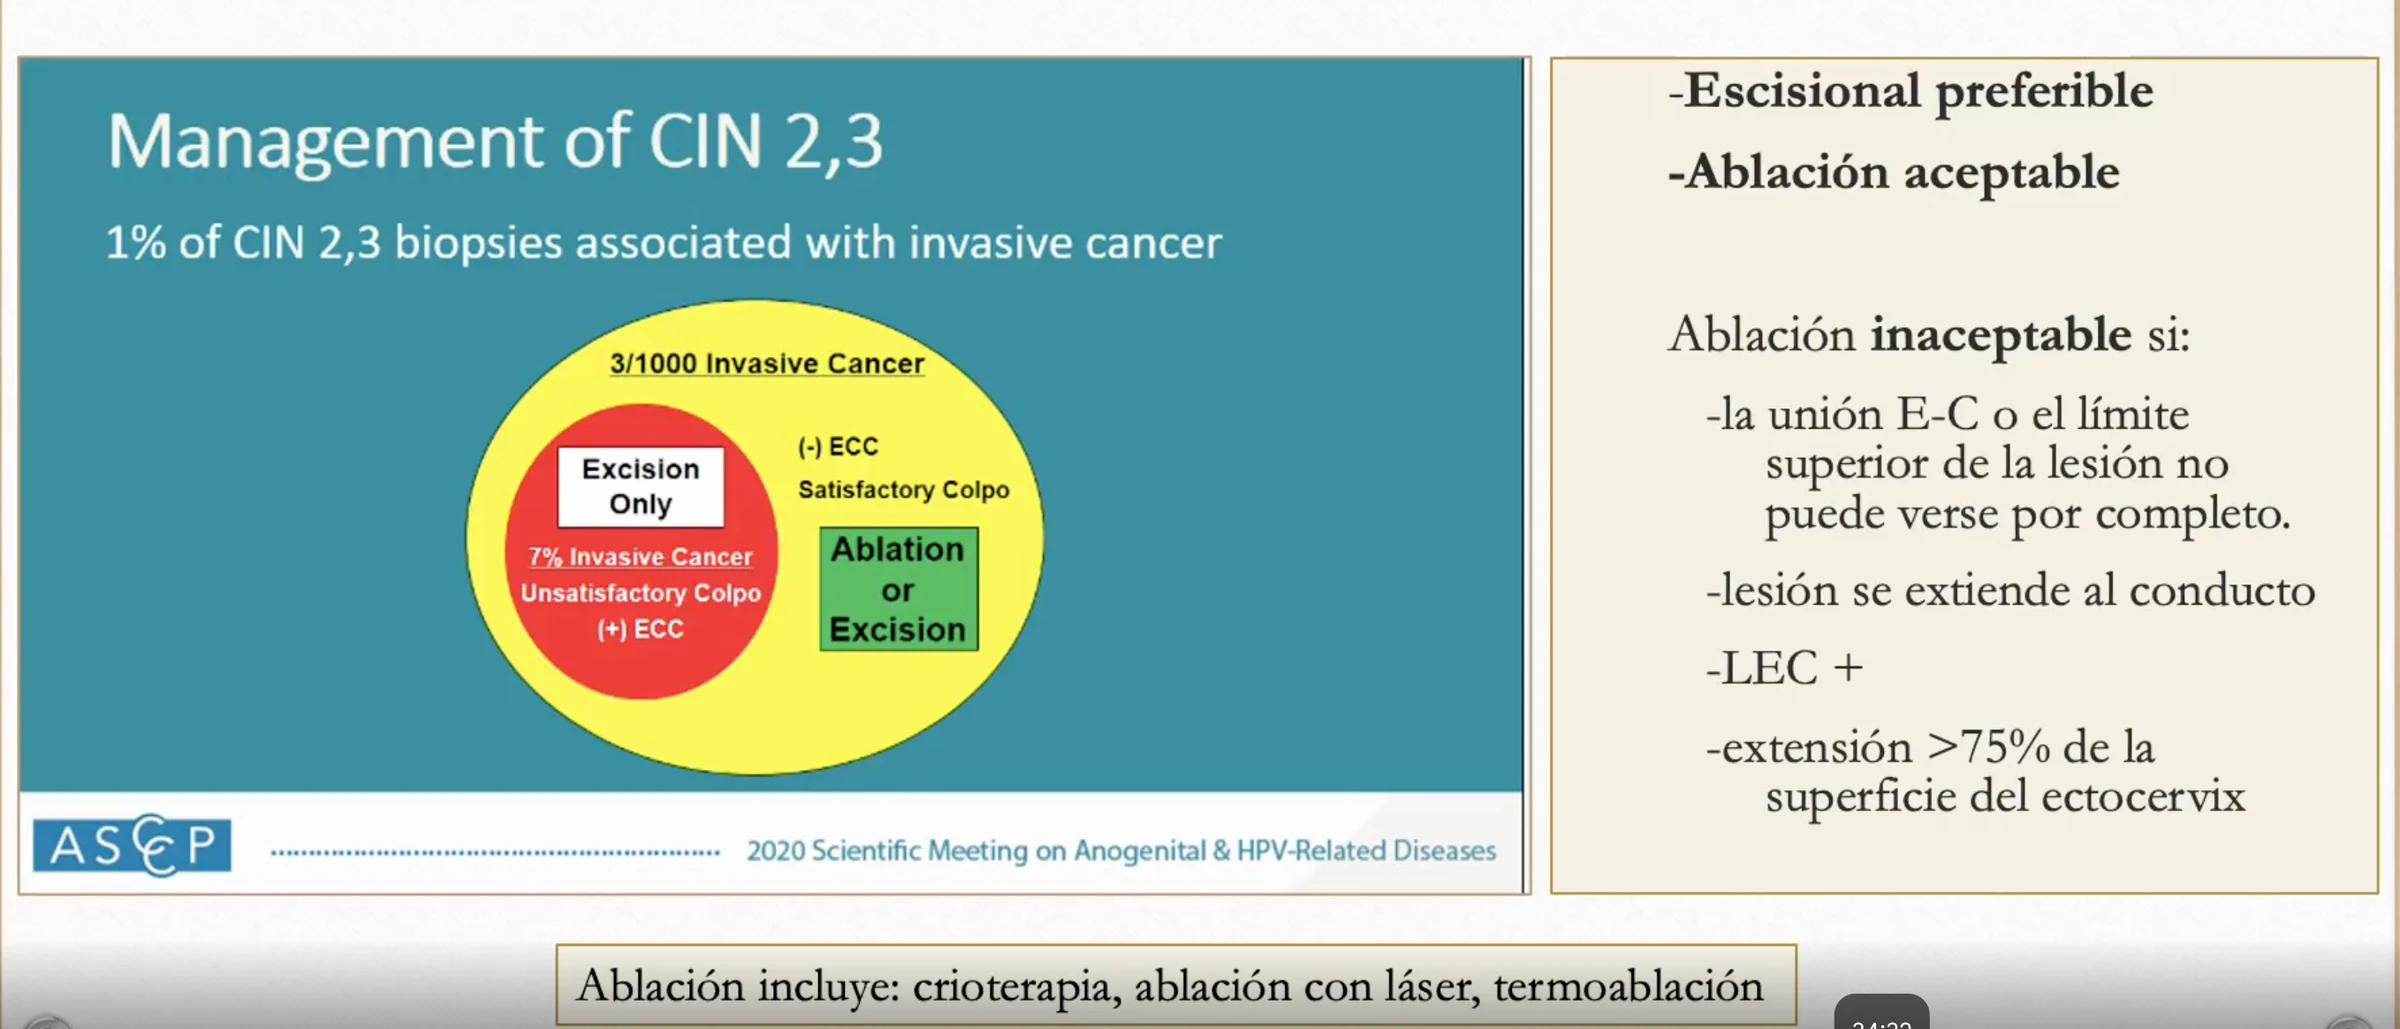 Management of CIN 2,3
1% of CIN 2,3 biopsies associated with invasive cancer
3/1000 Invasive Cancer
Excision
Only
7% Invasive Cancer
Unsatisfactory Colpo
(+) ECC
(-) ECC
Satisfactory Colpo
Ablation
or
Excision
ASCCP
2020 Scientific Meeting on Anogenital & HPV-Related Diseases
-Escisional preferible
-Ablación aceptable
Ablación inaceptable si:
-la unión E-C o el límite
superior de la lesión no
puede verse por completo.
-lesión se extiende al conducto
-LEC +
-extensión >75% de la
superficie del ectocervix
Ablación incluye: crioterapia, ablación con láser, termoablación